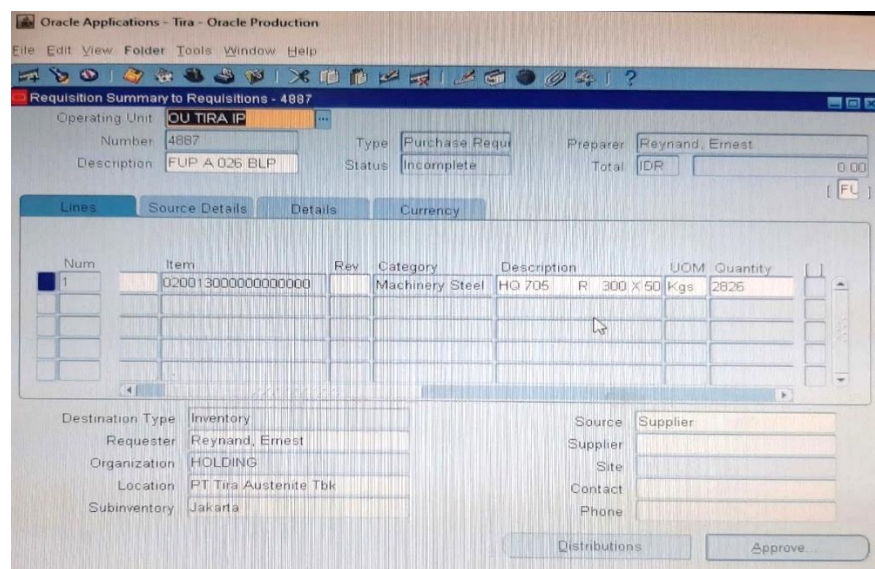 Oracle Applications - Tira - Oracle Production
File Edit View Folder Tools Window Help
Requisition Summary to Requisitions - 4887
Operating Unit OU TIRA IP
Number 4887 Type Purchase Requi Preparer Reynand, Ernest
Description FUP A 026 BLP Status Incomplete Total IDR 0.00
[ FU ]
Lines Source Details Details Currency
Num Item Rev Category Description UOM Quantity [ ]
1 Machinery Steel HQ 705 R 300 X 50 Kgs 2826
Destination Type Inventory Source Supplier
Requester Reynand, Ernest Supplier
Organization HOLDING Site
Location PT Tira Austenite Tbk Contact
Subinventory Jakarta Phone
Distributions Approve...